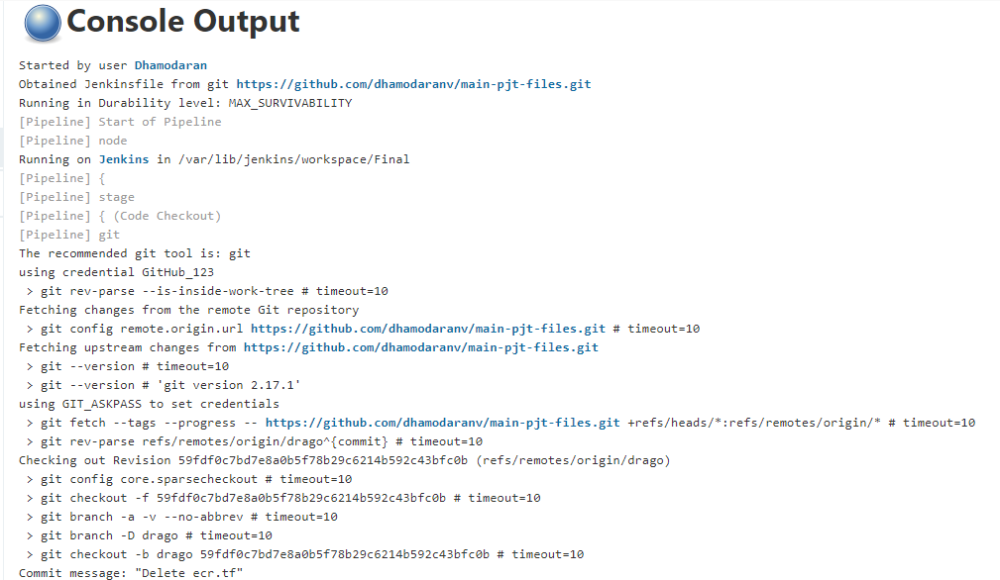 Console Output
Started by user Dhamodaran
Obtained Jenkinsfile from git https://github.com/dhamodaranv/main-pjt-files.git
Running in Durability level: MAX_SURVIVABILITY
[Pipeline] Start of Pipeline
[Pipeline] node
Running on Jenkins in /var/lib/jenkins/workspace/Final
[Pipeline] {
[Pipeline] stage
[Pipeline] { (Code Checkout)
[Pipeline] git
The recommended git tool is: git
using credential GitHub_123
 > git rev-parse --is-inside-work-tree # timeout=10
Fetching changes from the remote Git repository
 > git config remote.origin.url https://github.com/dhamodaranv/main-pjt-files.git # timeout=10
Fetching upstream changes from https://github.com/dhamodaranv/main-pjt-files.git
 > git --version # timeout=10
 > git --version # 'git version 2.17.1'
using GIT_ASKPASS to set credentials
 > git fetch --tags --progress -- https://github.com/dhamodaranv/main-pjt-files.git +refs/heads/*:refs/remotes/origin/* # timeout=10
 > git rev-parse refs/remotes/origin/drago^{commit} # timeout=10
Checking out Revision 59fdf0c7bd7e8a0b5f78b29c6214b592c43bfc0b (refs/remotes/origin/drago)
 > git config core.sparsecheckout # timeout=10
 > git checkout -f 59fdf0c7bd7e8a0b5f78b29c6214b592c43bfc0b # timeout=10
 > git branch -a -v --no-abbrev # timeout=10
 > git branch -D drago # timeout=10
 > git checkout -b drago 59fdf0c7bd7e8a0b5f78b29c6214b592c43bfc0b # timeout=10
Commit message: "Delete ecr.tf"